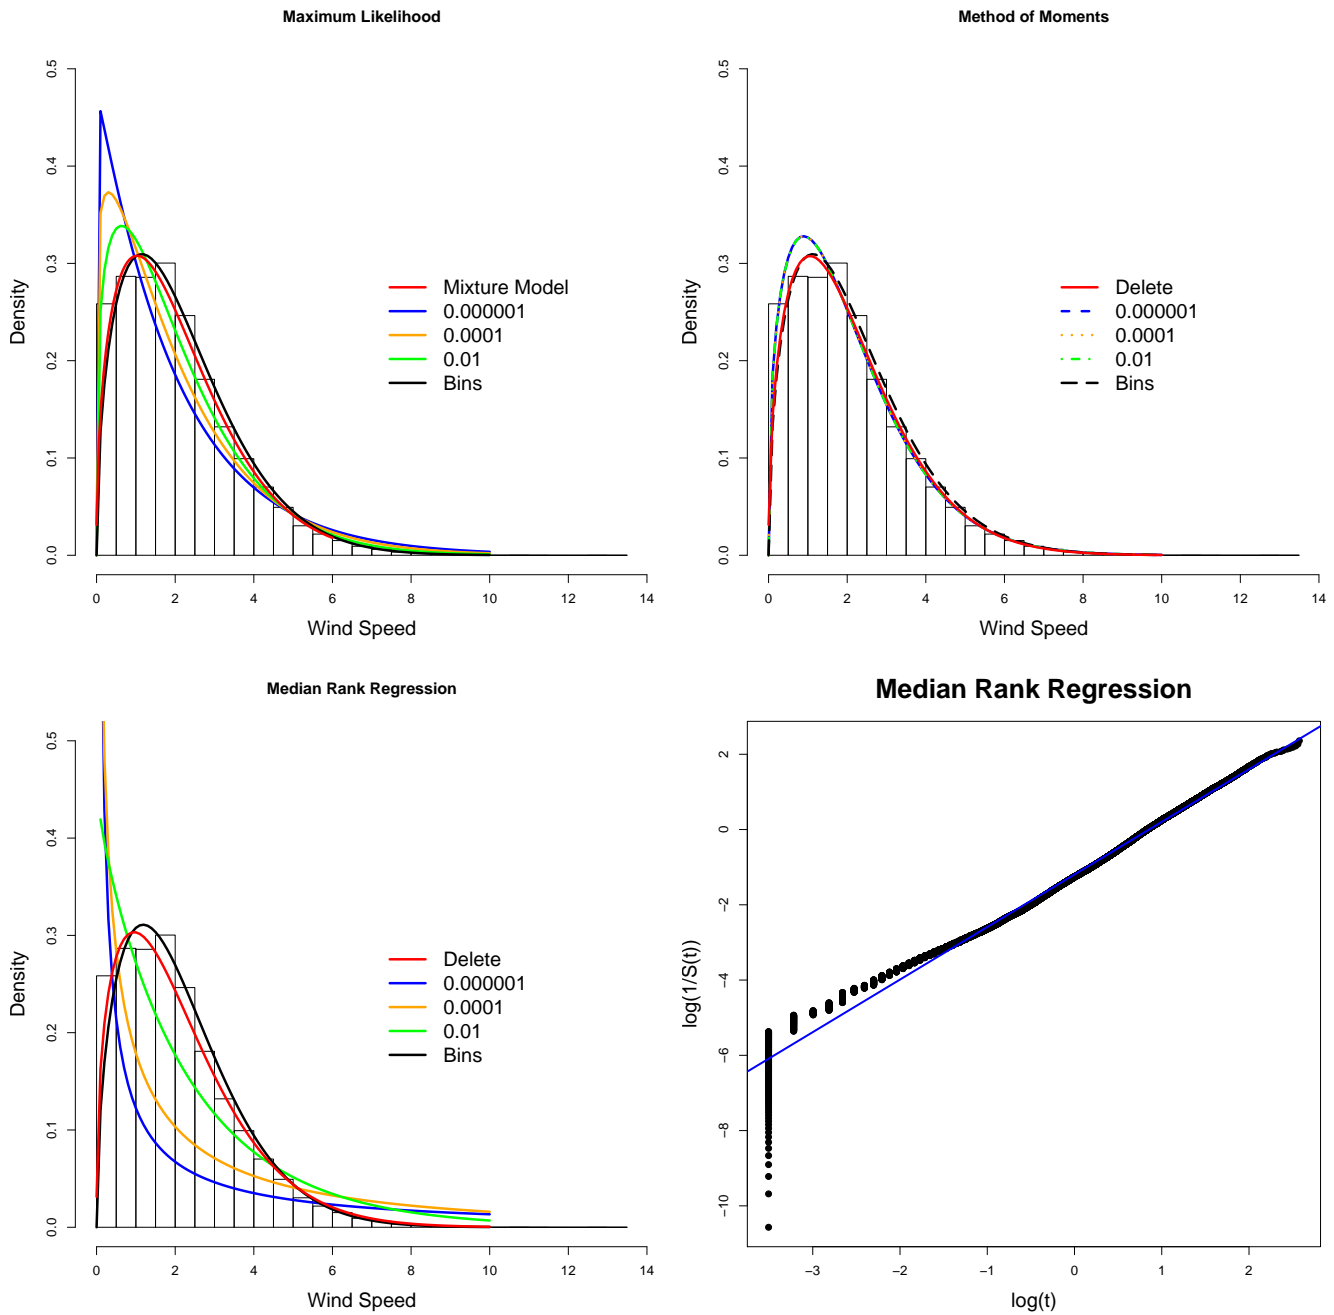 Maximum Likelihood
Density
0.0 0.1 0.2 0.3 0.4 0.5
Mixture Model
0.000001
0.0001
0.01
Bins
0 2 4 6 8 10 12 14
Wind Speed
Method of Moments
Density
0.0 0.1 0.2 0.3 0.4 0.5
Delete
0.000001
0.0001
0.01
Bins
0 2 4 6 8 10 12 14
Wind Speed
Median Rank Regression
Density
0.0 0.1 0.2 0.3 0.4 0.5
Delete
0.000001
0.0001
0.01
Bins
0 2 4 6 8 10 12 14
Wind Speed
Median Rank Regression
log(1/S(t))
−10 −8 −6 −4 −2 0 2
−3 −2 −1 0 1 2
log(t)